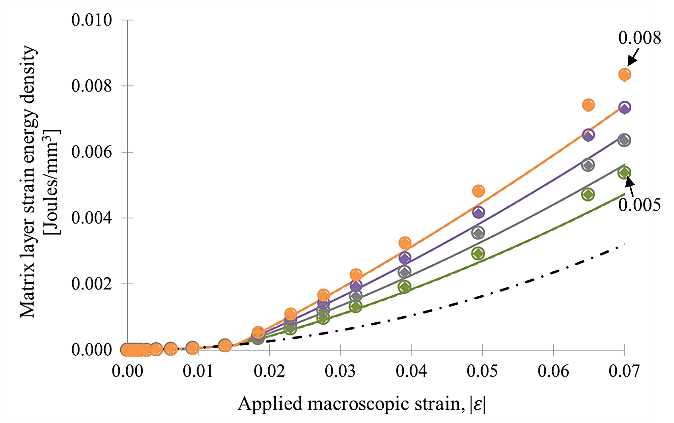 0.010
0.008
0.008
0.006
0.004
0.005
0.002
0.000
0.00 0.01 0.02 0.03 0.04 0.05 0.06 0.07
Matrix layer strain energy density
[Joules/mm³]
Applied macroscopic strain, |ε|